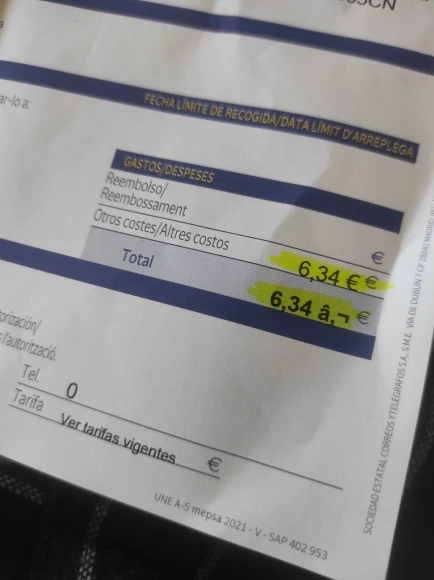 ar-lo a:
FECHA LÍMITE DE RECOGIDA/DATA LÍMIT D'ARREPLEGA
GASTOS/DESPESES
Reembolso/
Reembossament
€
Otros costes/Altres costos
6,34 € €
Total
6,34 â‚¬ €
orización/
l'autorització.
Tel.
0
Tarifa
Ver tarifas vigentes
€
UNE A-5 mepsa 2021 - V - SAP 402 953
SOCIEDAD ESTATAL CORREOS Y TELÉGRAFOS S.A., S.M.E. VÍA DE DUBLÍN 7 CP 28042 MADRID